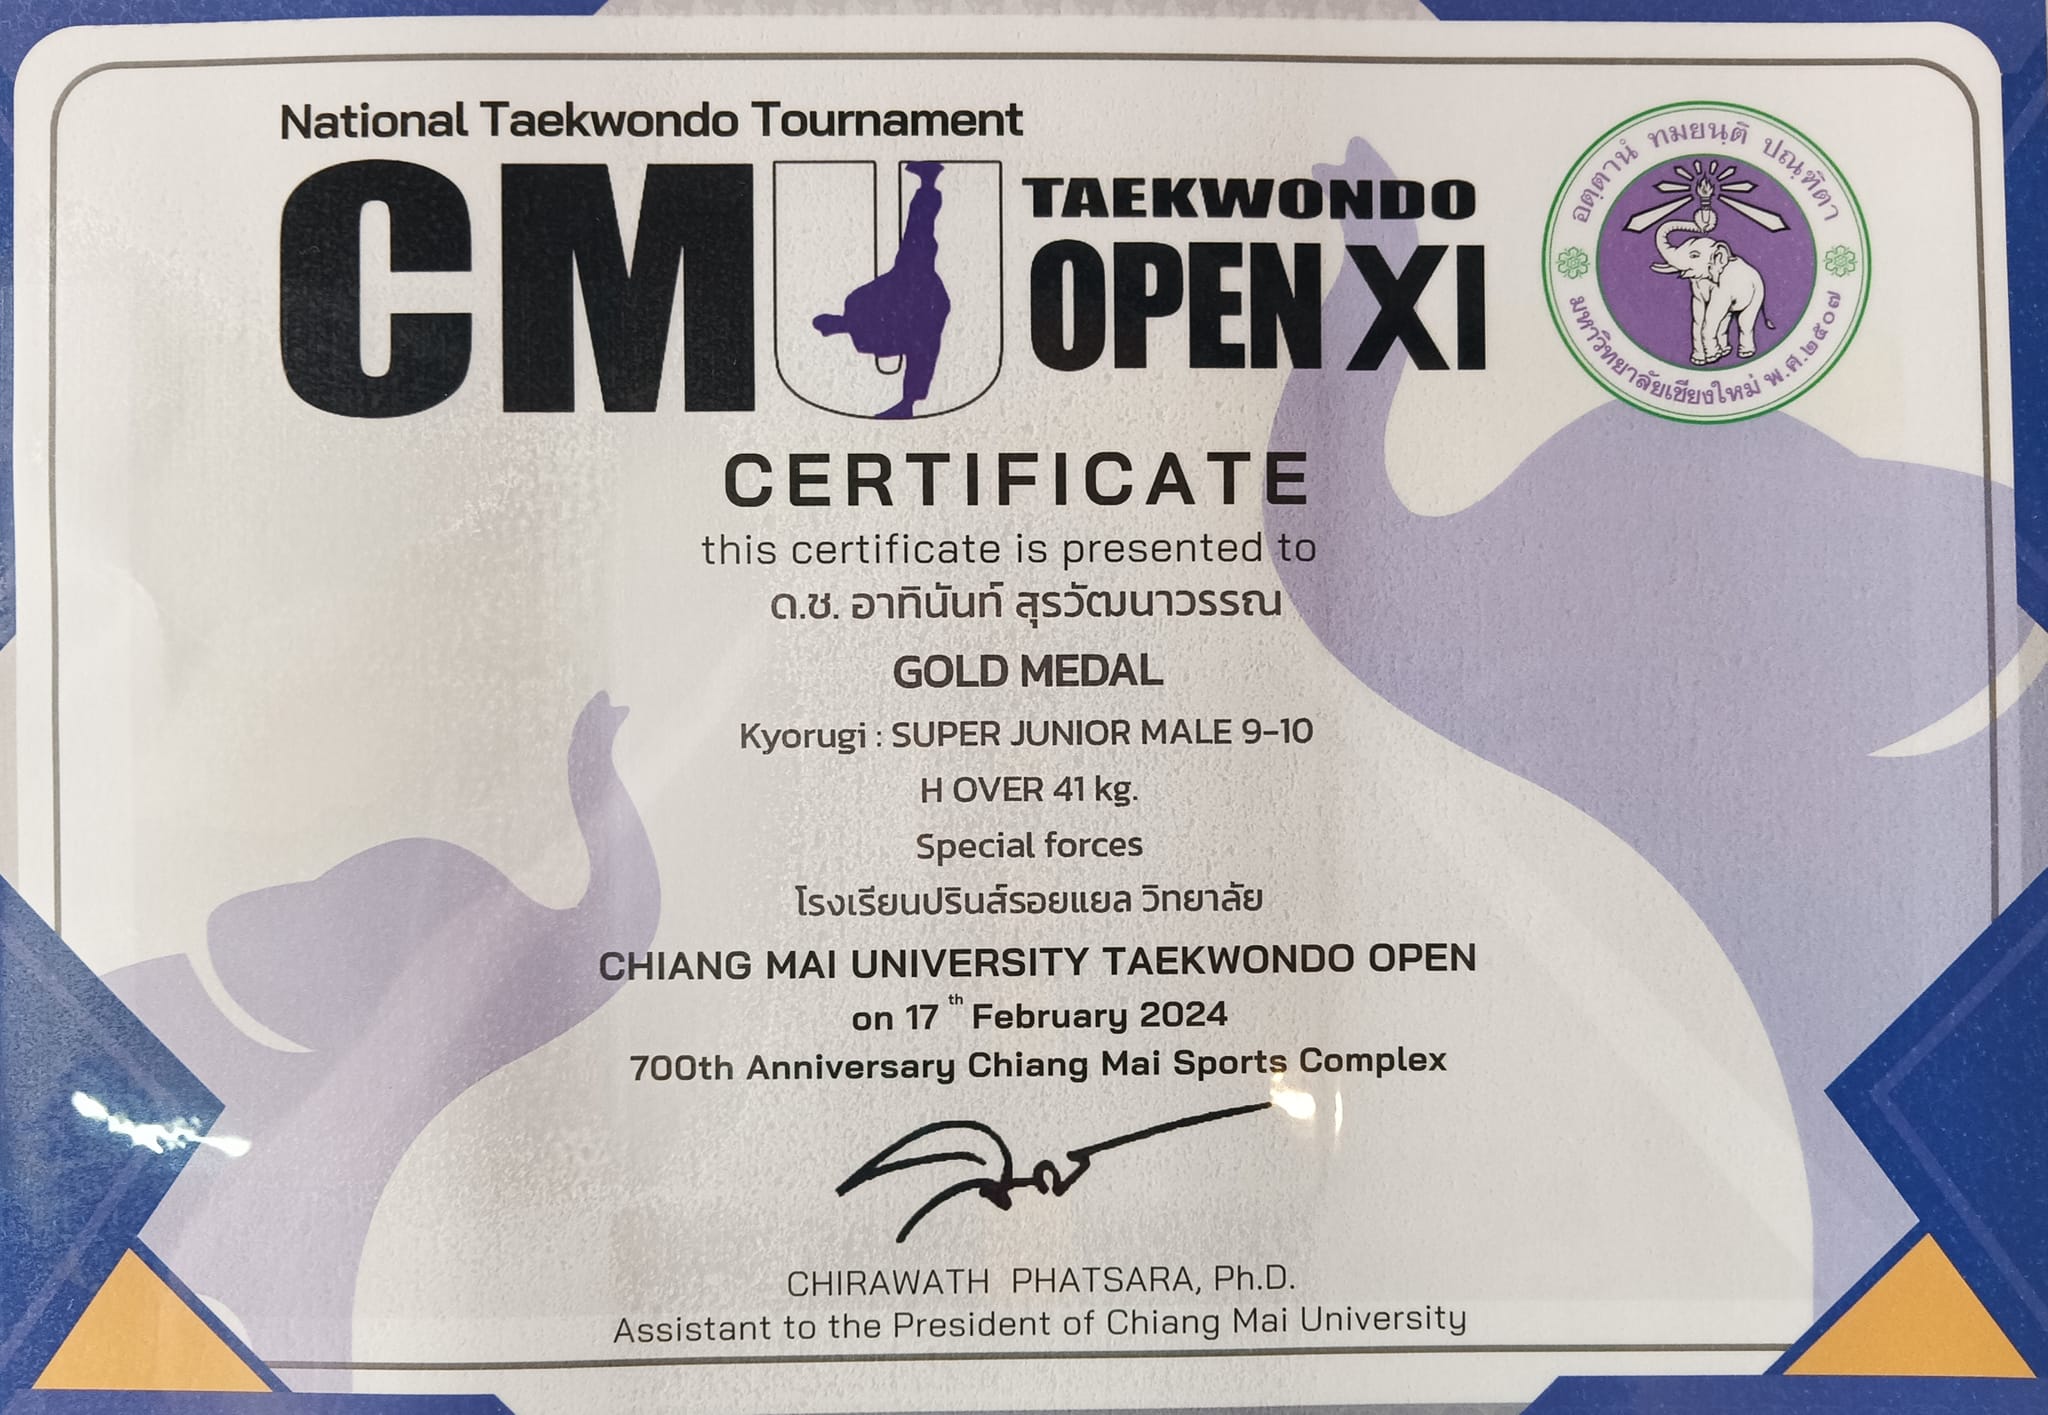 National Taekwondo Tournament
CMU TAEKWONDO
OPEN XI
อตฺตานํ ทมยนฺติ ปณฺฑิตา
มหาวิทยาลัยเชียงใหม่ พ.ศ.๒๕๐๗
CERTIFICATE
this certificate is presented to
ด.ช. อาทินันท์ สุรวัฒนาวรรณ
GOLD MEDAL
Kyorugi : SUPER JUNIOR MALE 9-10
H OVER 41 kg.
Special forces
โรงเรียนปรินส์รอยแยล วิทยาลัย
CHIANG MAI UNIVERSITY TAEKWONDO OPEN
on 17 th February 2024
700th Anniversary Chiang Mai Sports Complex
CHIRAWATH PHATSARA, Ph.D.
Assistant to the President of Chiang Mai University